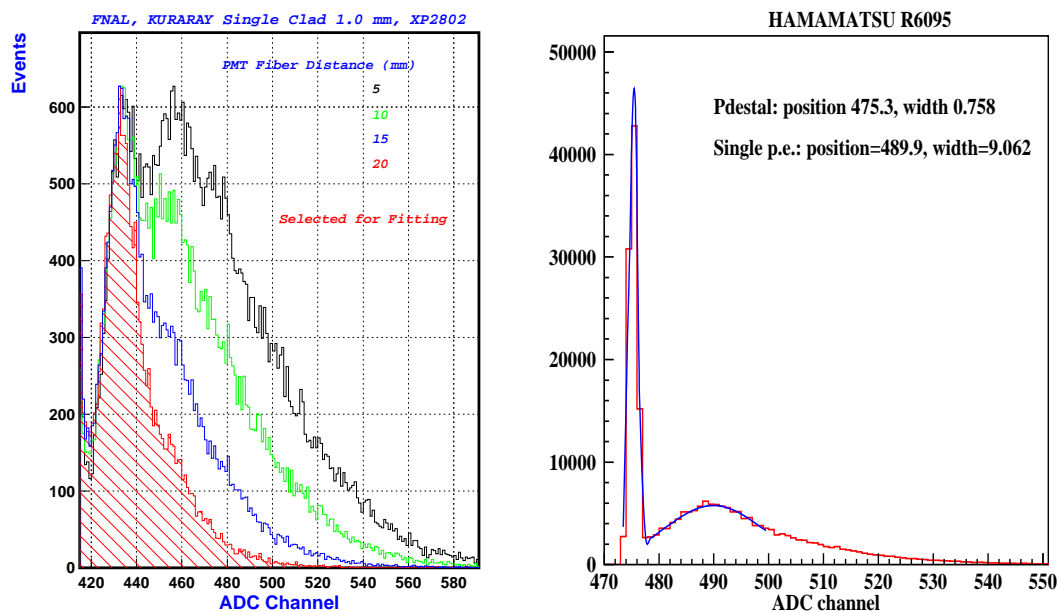 FNAL, KURARAY Single Clad 1.0 mm, XP2802
Events
PMT Fiber Distance (mm)
5
10
15
20
Selected for Fitting
600
500
400
300
200
100
0
420 440 460 480 500 520 540 560 580
ADC Channel
HAMAMATSU R6095
Pdestal: position 475.3, width 0.758
Single p.e.: position=489.9, width=9.062
50000
40000
30000
20000
10000
0
470 480 490 500 510 520 530 540 550
ADC channel